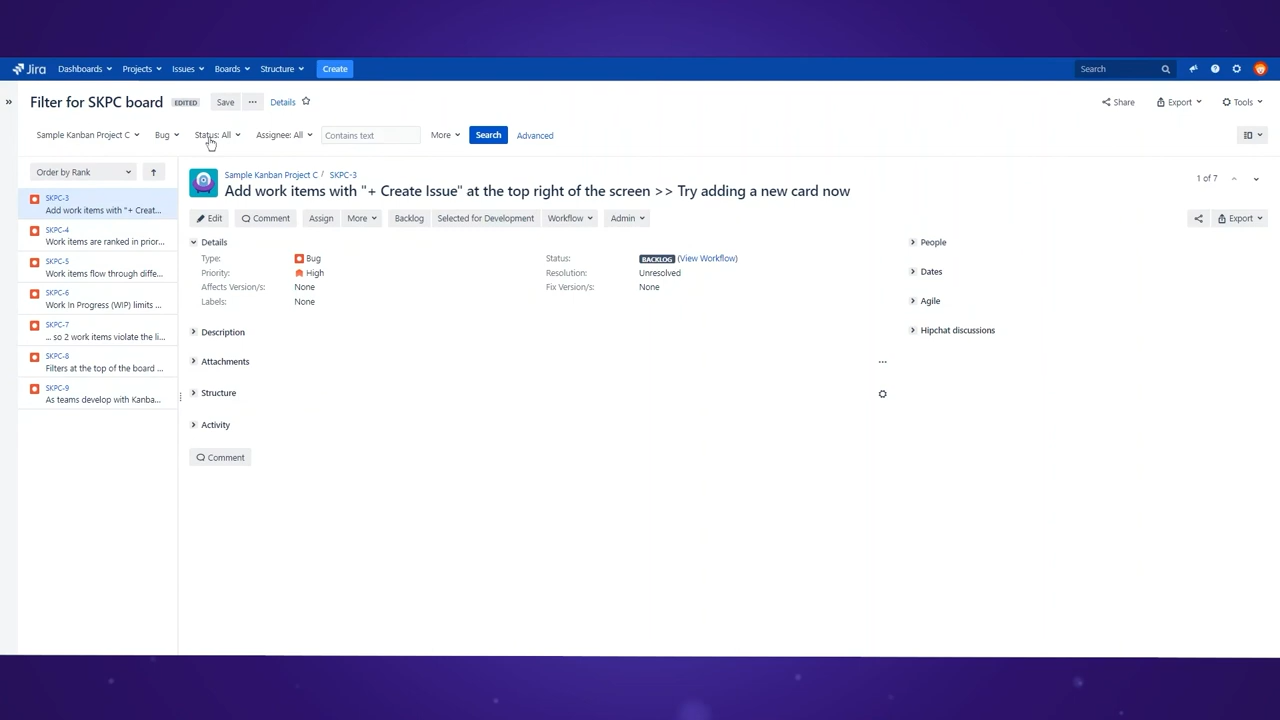 Jira Dashboards Projects Issues Boards Structure Create Search
Filter for SKPC board EDITED Save ... Details Share Export Tools
Sample Kanban Project C Bug Status: All Assignee: All Contains text More Search Advanced
Order by Rank
SKPC-3
Add work items with "+ Creat...
SKPC-4
Work items are ranked in prior...
SKPC-5
Work items flow through diffe...
SKPC-6
Work In Progress (WIP) limits ...
SKPC-7
... so 2 work items violate the li...
SKPC-8
Filters at the top of the board ...
SKPC-9
As teams develop with Kanba...
Sample Kanban Project C / SKPC-3
1 of 7
Add work items with "+ Create Issue" at the top right of the screen >> Try adding a new card now
Edit Comment Assign More Backlog Selected for Development Workflow Admin Export
Details
Type: Bug
Priority: High
Affects Version/s: None
Labels: None
Status: BACKLOG (View Workflow)
Resolution: Unresolved
Fix Version/s: None
Description
Attachments
Structure
Activity
Comment
People
Dates
Agile
Hipchat discussions